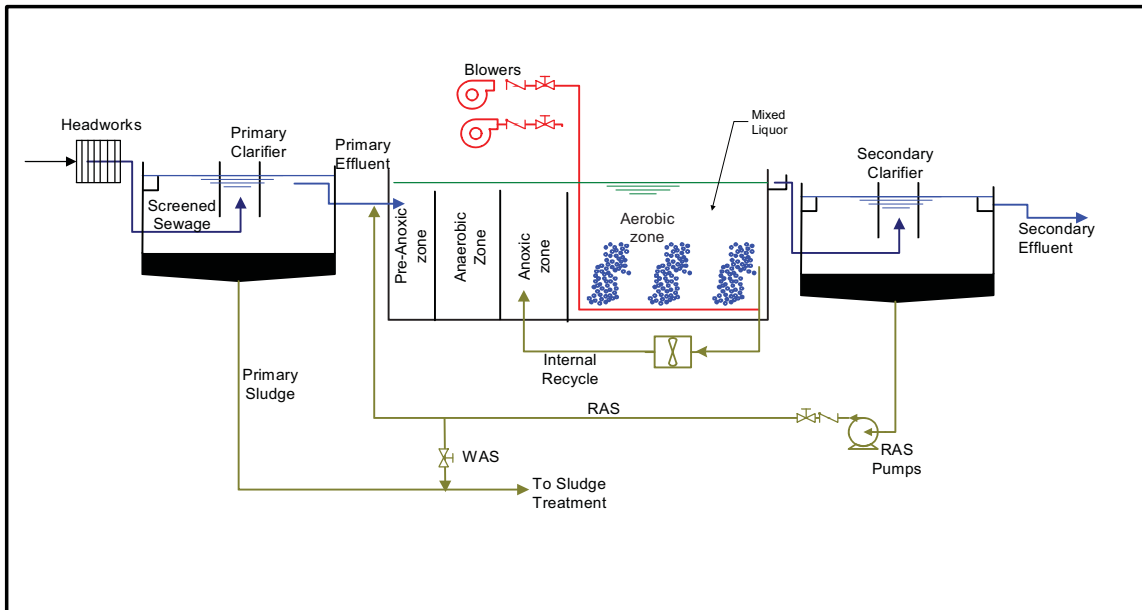 Blowers
Headworks
Primary
Clarifier
Primary
Effluent
Mixed
Liquor
Secondary
Clarifier
Screened
Sewage
Pre-Anoxic
zone
Anaerobic
Zone
Anoxic
zone
Aerobic
zone
Secondary
Effluent
Internal
Recycle
Primary
Sludge
RAS
RAS
Pumps
WAS
To Sludge
Treatment